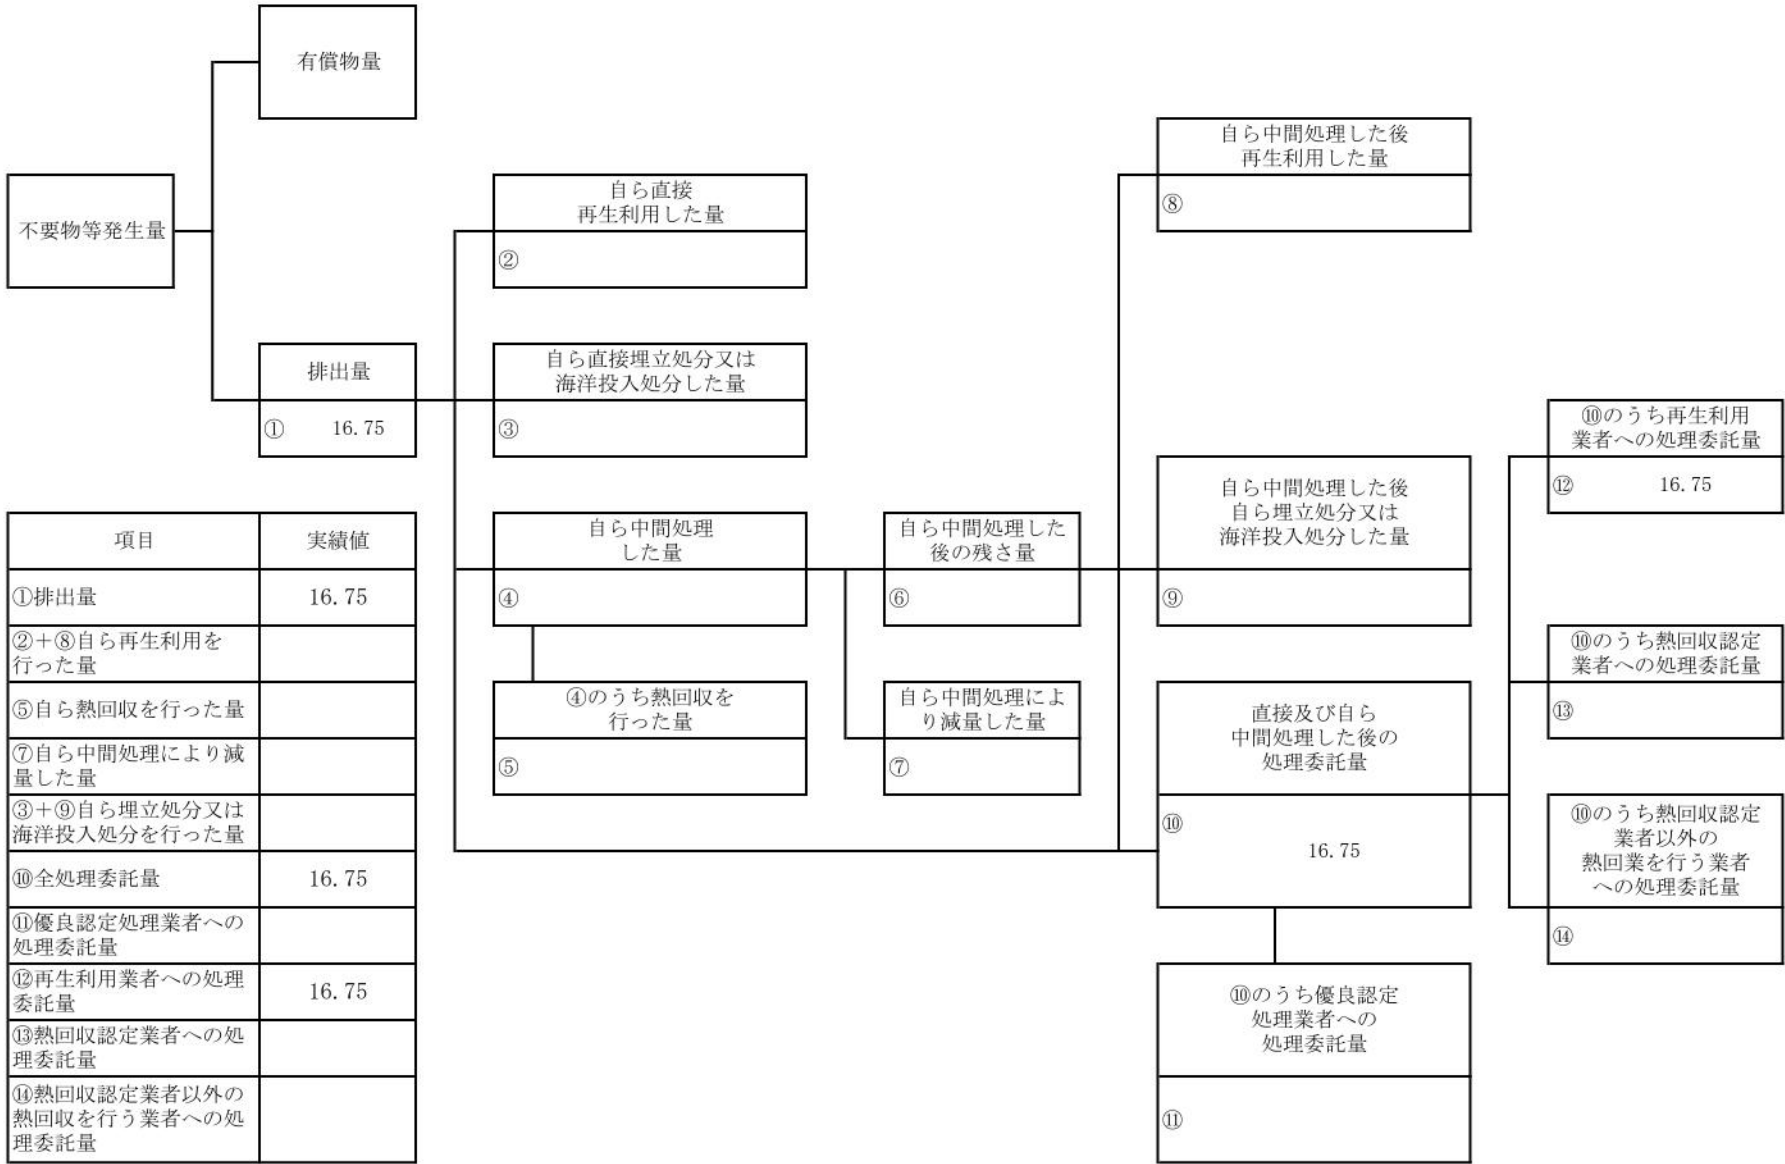 有償物量
不要物等発生量
排出量
① 16.75
自ら直接
再生利用した量
②
自ら直接埋立処分又は
海洋投入処分した量
③
自ら中間処理
した量
④
④のうち熱回収を
行った量
⑤
自ら中間処理した
後の残さ量
⑥
自ら中間処理によ
り減量した量
⑦
自ら中間処理した後
再生利用した量
⑧
自ら中間処理した後
自ら埋立処分又は
海洋投入処分した量
⑨
直接及び自ら
中間処理した後の
処理委託量
⑩
16.75
⑩のうち優良認定
処理業者への
処理委託量
⑪
⑩のうち再生利用
業者への処理委託量
⑫ 16.75
⑩のうち熱回収認定
業者への処理委託量
⑬
⑩のうち熱回収認定
業者以外の
熱回業を行う業者
への処理委託量
⑭
項目 実績値
①排出量 16.75
②+⑧自ら再生利用を
行った量
⑤自ら熱回収を行った量
⑦自ら中間処理により減
量した量
③+⑨自ら埋立処分又は
海洋投入処分を行った量
⑩全処理委託量 16.75
⑪優良認定処理業者への
処理委託量
⑫再生利用業者への処理
委託量 16.75
⑬熱回収認定業者への処
理委託量
⑭熱回収認定業者以外の
熱回収を行う業者への処
理委託量